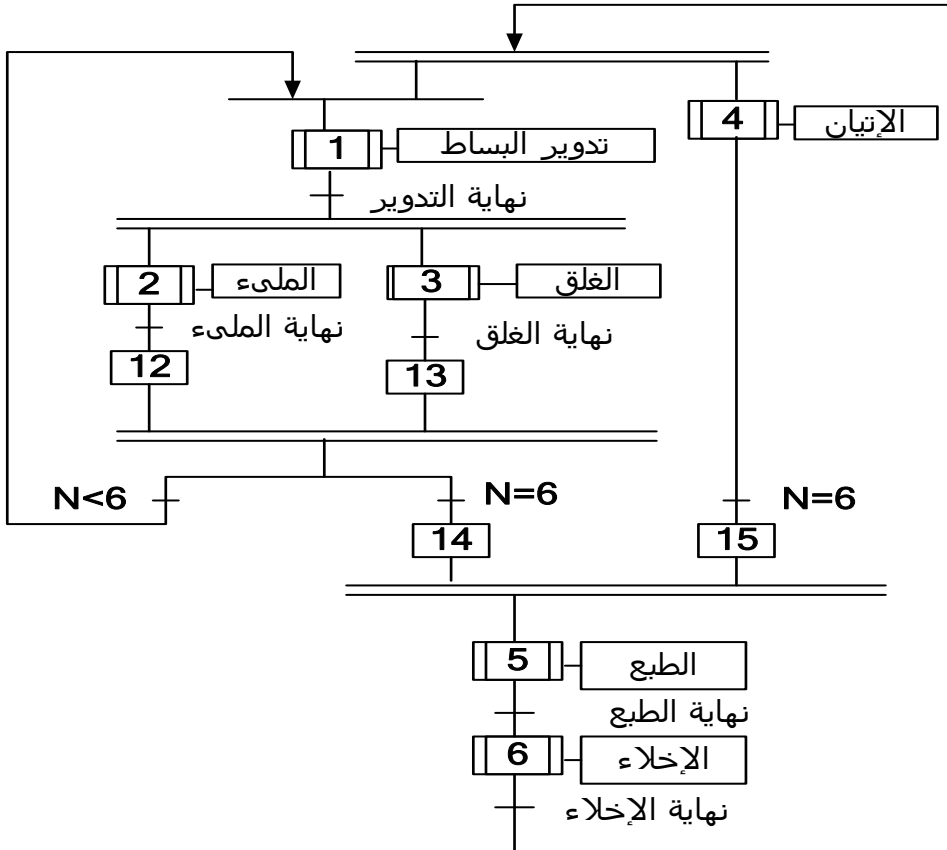 4
الإتيان
1
تدوير البساط
نهاية التدوير
2
الملىء
3
الغلق
نهاية الملىء
نهاية الغلق
12
13
N<6
N=6
N=6
14
15
5
الطبع
نهاية الطبع
6
الإخلاء
نهاية الإخلاء